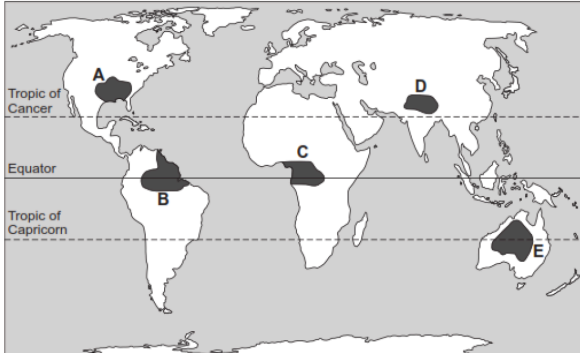 A
D
Tropic of
Cancer
C
Equator
B
Tropic of
Capricorn
E